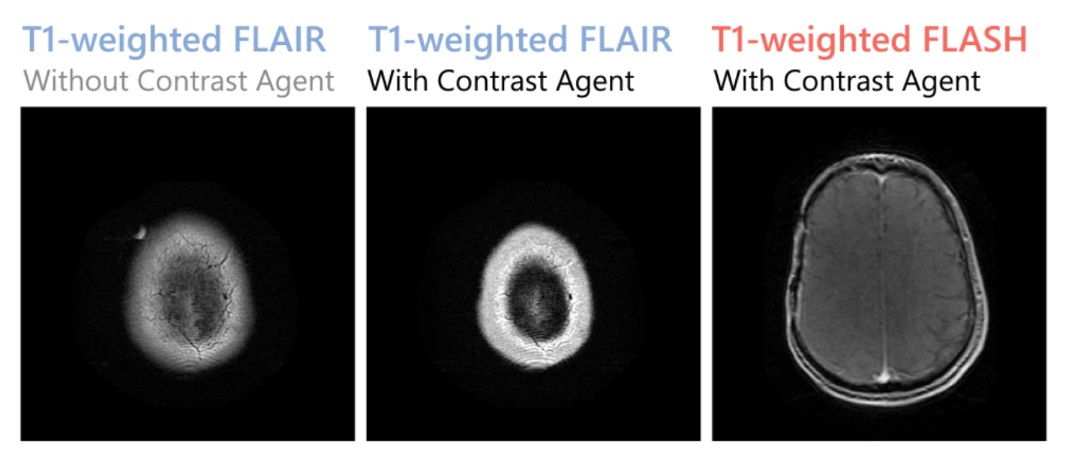 T1-weighted FLAIR
Without Contrast Agent
T1-weighted FLAIR
With Contrast Agent
T1-weighted FLASH
With Contrast Agent